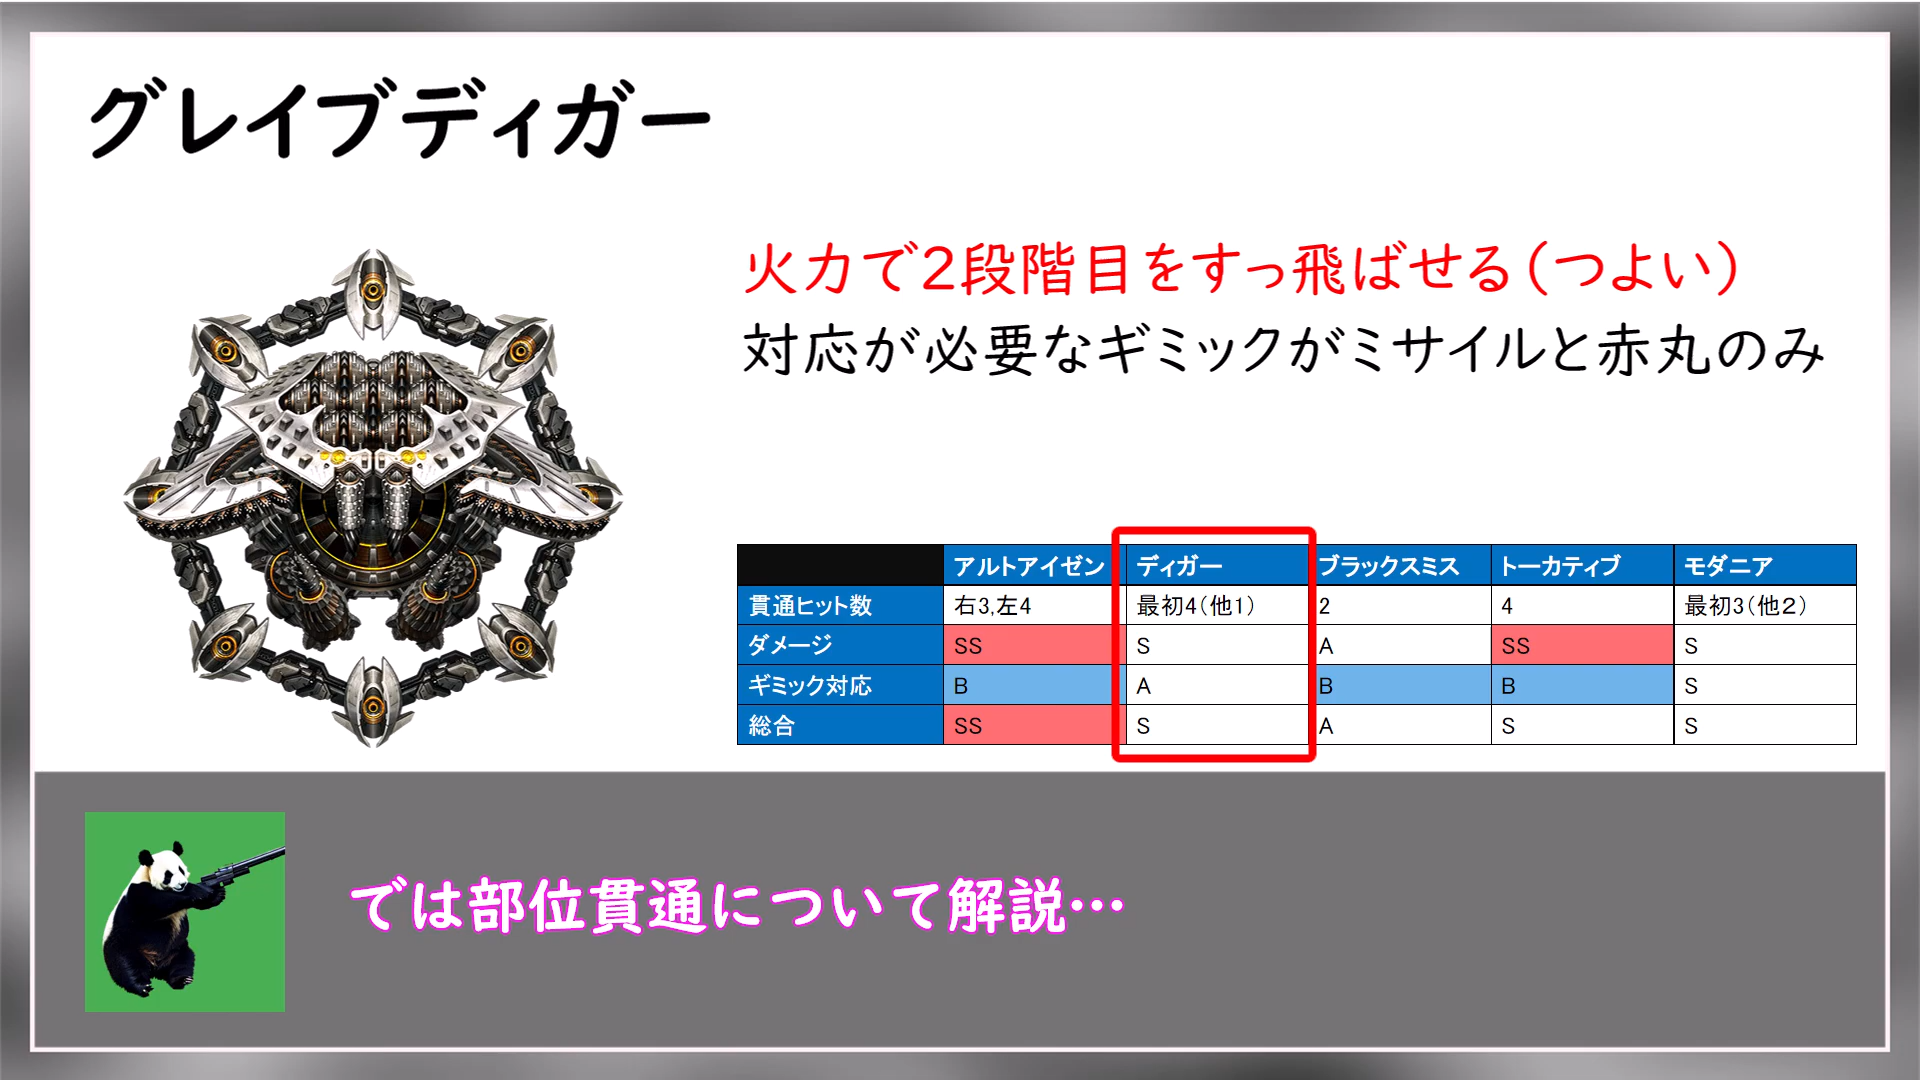 グレイブディガー
火力で2段階目をすっ飛ばせる（つよい）
対応が必要なギミックがミサイルと赤丸のみ
アルトアイゼン ディガー ブラックスミス トーカティブ モダニア
貫通ヒット数 右3,左4 最初4（他1） 2 4 最初3（他２）
ダメージ SS S A SS S
ギミック対応 B A B B S
総合 SS S A S S
では部位貫通について解説…